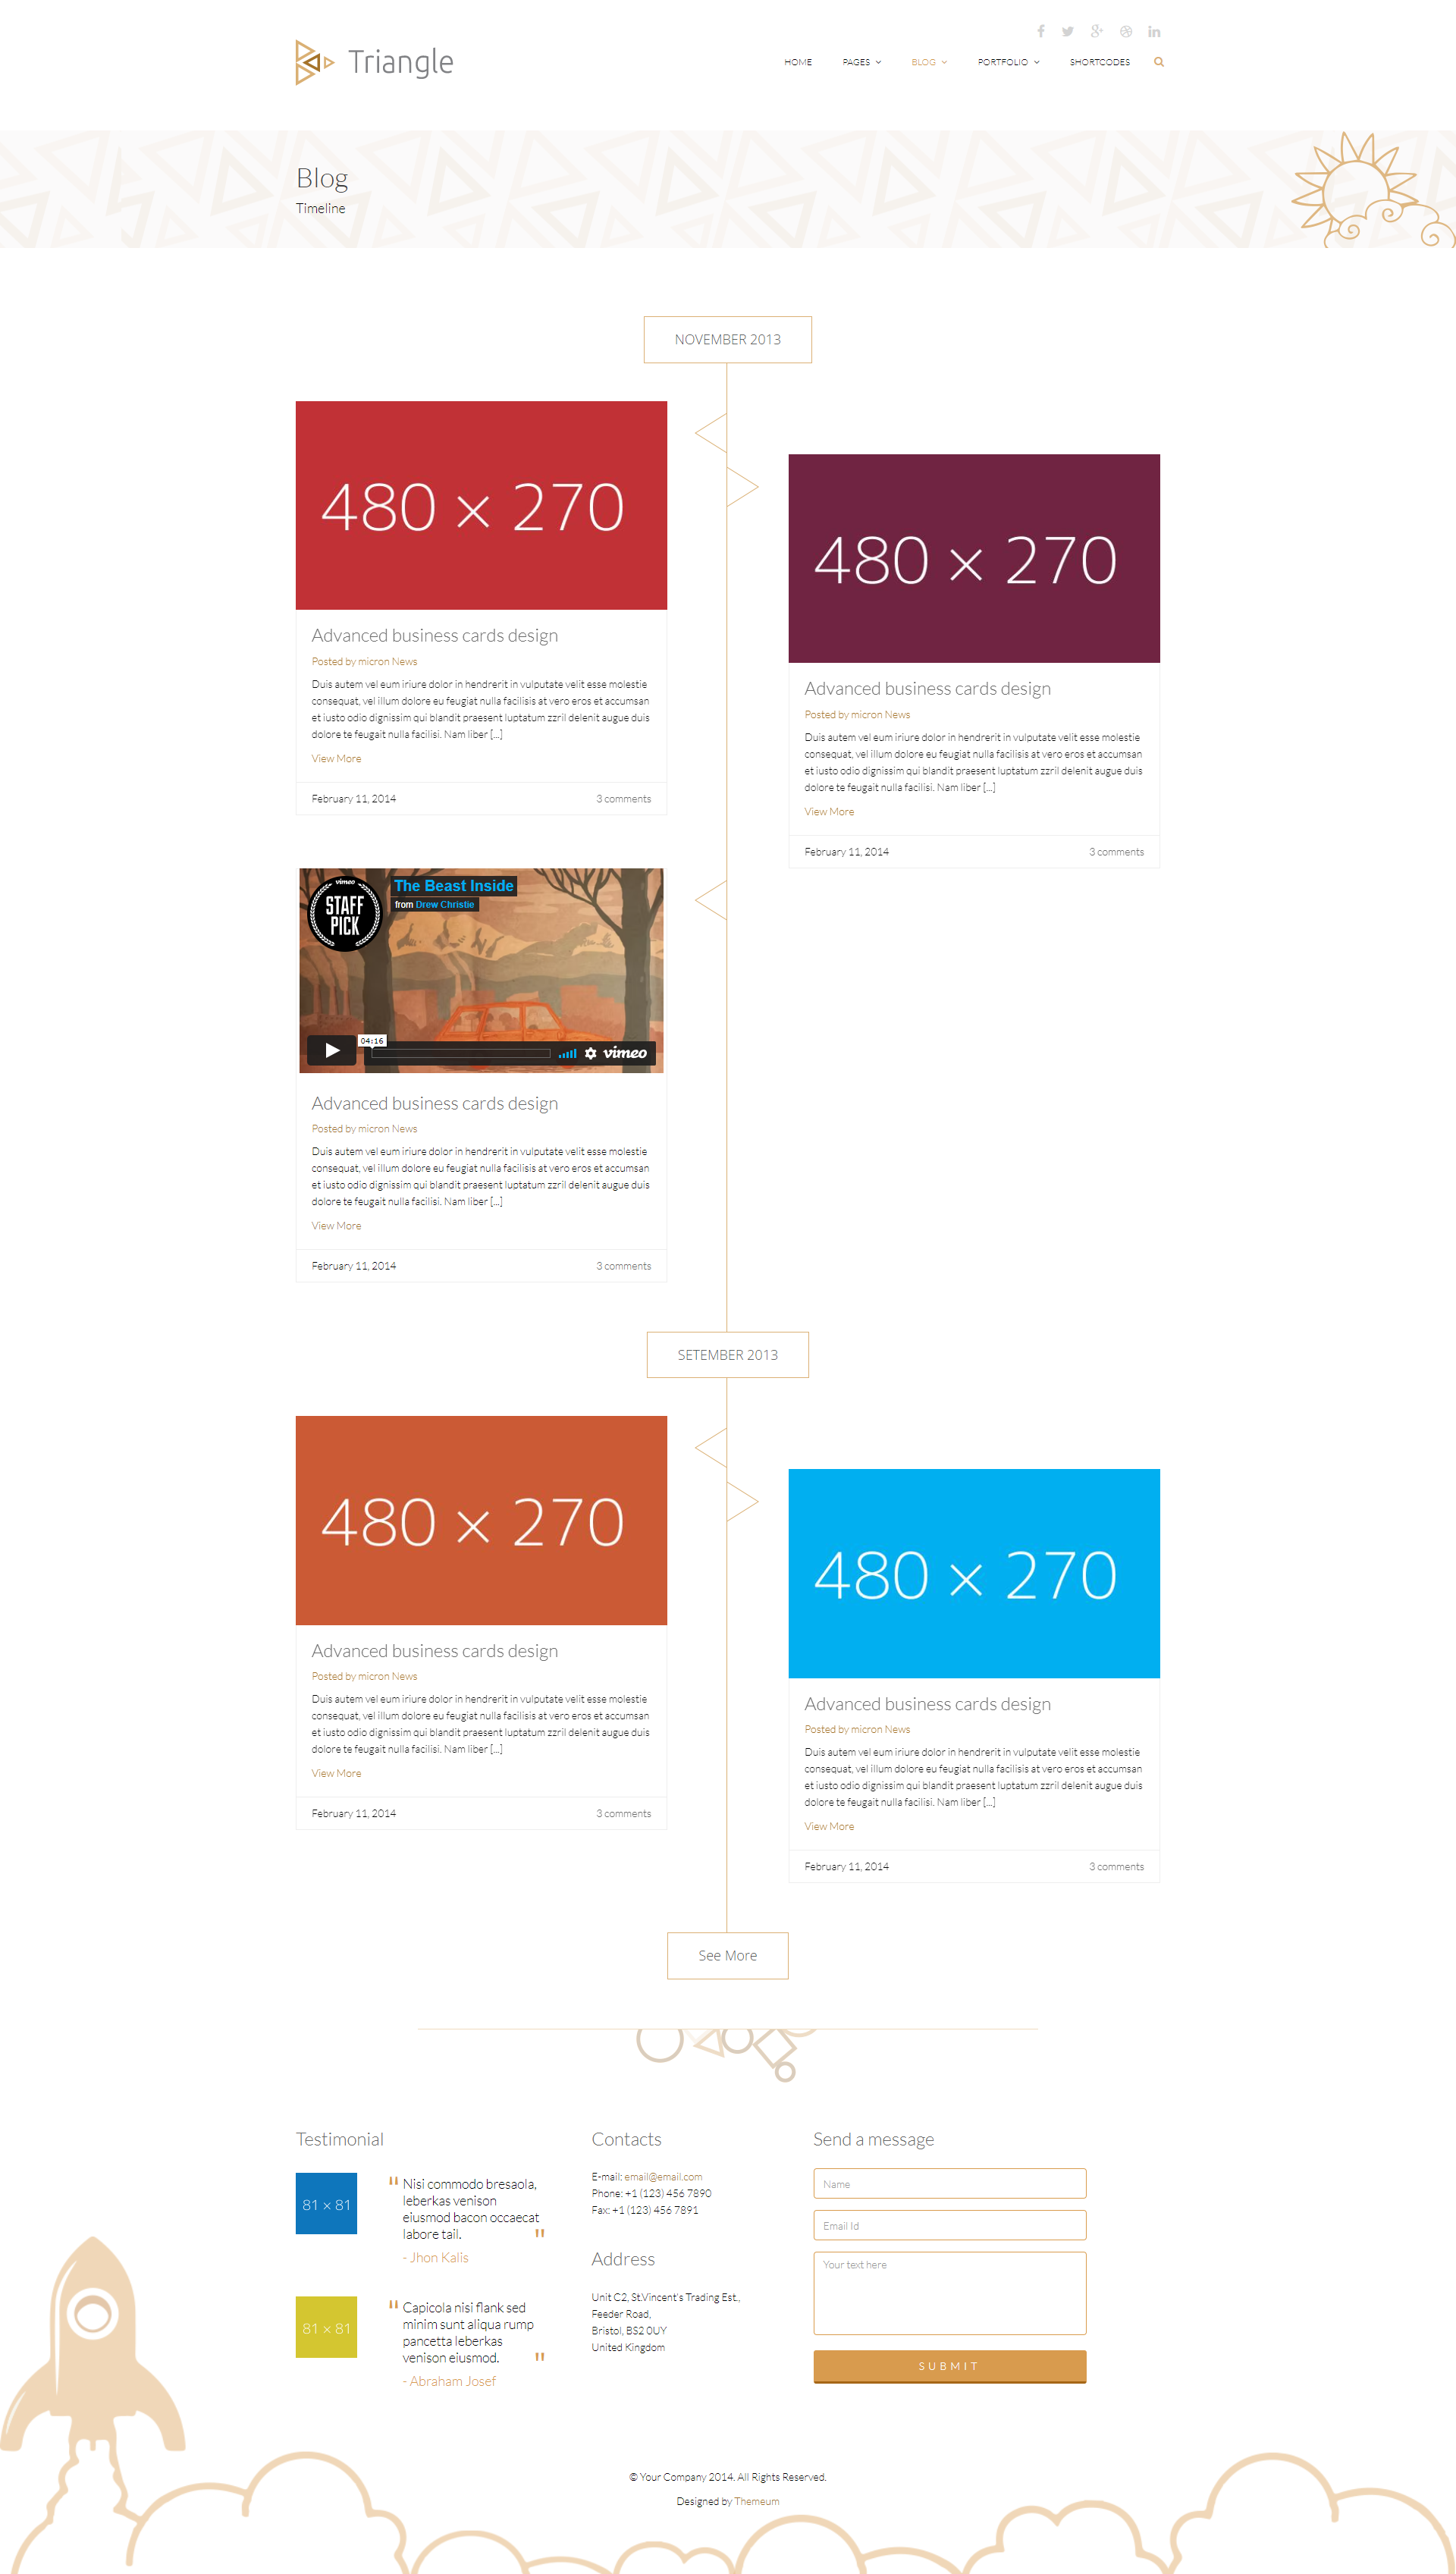 Triangle
HOME PAGES BLOG PORTFOLIO SHORTCODES
Blog
Timeline
NOVEMBER 2013
480 × 270
Advanced business cards design
Posted by micron News
Duis autem vel eum iriure dolor in hendrerit in vulputate velit esse molestie
consequat, vel illum dolore eu feugiat nulla facilisis at vero eros et accumsan
et iusto odio dignissim qui blandit praesent luptatum zzril delenit augue duis
dolore te feugait nulla facilisi. Nam liber [...]
View More
February 11, 2014 3 comments
480 × 270
Advanced business cards design
Posted by micron News
Duis autem vel eum iriure dolor in hendrerit in vulputate velit esse molestie
consequat, vel illum dolore eu feugiat nulla facilisis at vero eros et accumsan
et iusto odio dignissim qui blandit praesent luptatum zzril delenit augue duis
dolore te feugait nulla facilisi. Nam liber [...]
View More
February 11, 2014 3 comments
vimeo
STAFF
PICK
The Beast Inside
from Drew Christie
04:16
vimeo
Advanced business cards design
Posted by micron News
Duis autem vel eum iriure dolor in hendrerit in vulputate velit esse molestie
consequat, vel illum dolore eu feugiat nulla facilisis at vero eros et accumsan
et iusto odio dignissim qui blandit praesent luptatum zzril delenit augue duis
dolore te feugait nulla facilisi. Nam liber [...]
View More
February 11, 2014 3 comments
SETEMBER 2013
480 × 270
Advanced business cards design
Posted by micron News
Duis autem vel eum iriure dolor in hendrerit in vulputate velit esse molestie
consequat, vel illum dolore eu feugiat nulla facilisis at vero eros et accumsan
et iusto odio dignissim qui blandit praesent luptatum zzril delenit augue duis
dolore te feugait nulla facilisi. Nam liber [...]
View More
February 11, 2014 3 comments
480 × 270
Advanced business cards design
Posted by micron News
Duis autem vel eum iriure dolor in hendrerit in vulputate velit esse molestie
consequat, vel illum dolore eu feugiat nulla facilisis at vero eros et accumsan
et iusto odio dignissim qui blandit praesent luptatum zzril delenit augue duis
dolore te feugait nulla facilisi. Nam liber [...]
View More
February 11, 2014 3 comments
See More
Testimonial
81 × 81
" Nisi commodo bresaola,
leberkas venison
eiusmod bacon occaecat
labore tail. "
- Jhon Kalis
81 × 81
" Capicola nisi flank sed
minim sunt aliqua rump
pancetta leberkas
venison eiusmod. "
- Abraham Josef
Contacts
E-mail: email@email.com
Phone: +1 (123) 456 7890
Fax: +1 (123) 456 7891
Address
Unit C2, St.Vincent's Trading Est.,
Feeder Road,
Bristol, BS2 0UY
United Kingdom
Send a message
Name
Email Id
Your text here
SUBMIT
© Your Company 2014. All Rights Reserved.
Designed by Themeum